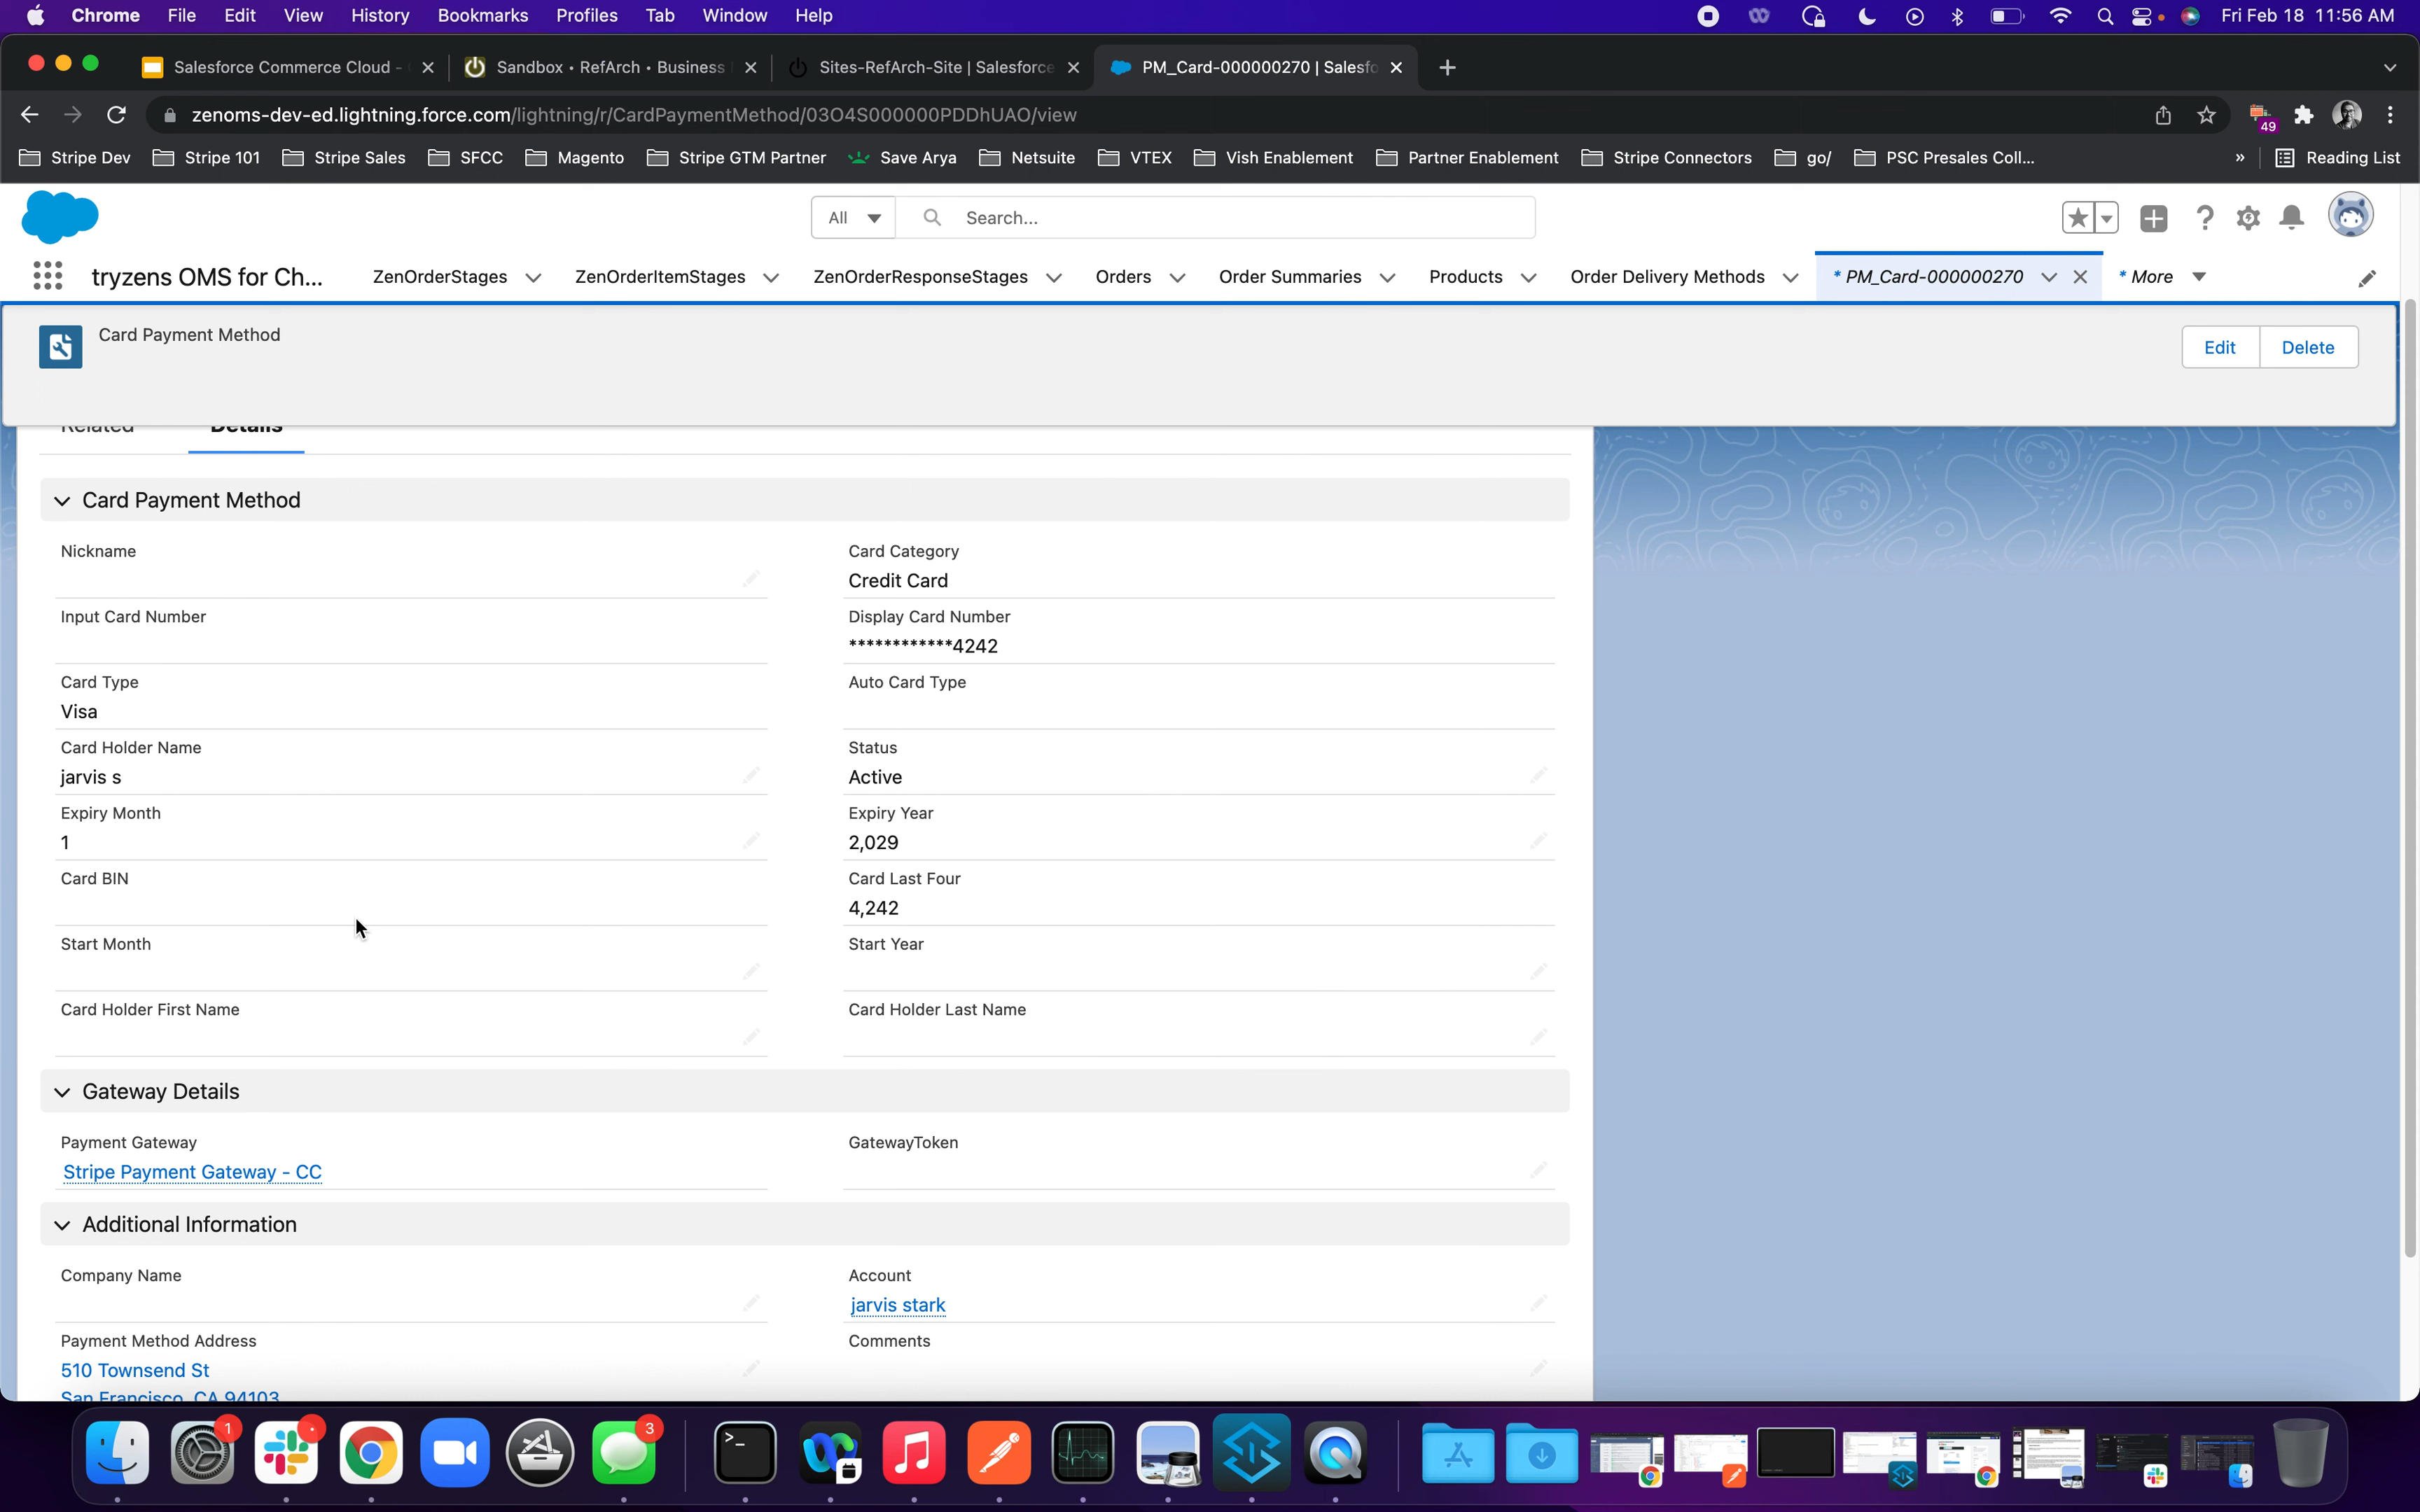 Chrome File Edit View History Bookmarks Profiles Tab Window Help Fri Feb 18 11:56 AM
Salesforce Commerce Cloud - Sandbox • RefArch • Business Sites-RefArch-Site | Salesforce PM_Card-000000270 | Salesfo
zenoms-dev-ed.lightning.force.com/lightning/r/CardPaymentMethod/03O4S000000PDDhUAO/view 49
Stripe Dev Stripe 101 Stripe Sales SFCC Magento Stripe GTM Partner Save Arya Netsuite VTEX Vish Enablement Partner Enablement Stripe Connectors go/ PSC Presales Coll... » Reading List
All Search...
tryzens OMS for Ch... ZenOrderStages ZenOrderItemStages ZenOrderResponseStages Orders Order Summaries Products Order Delivery Methods * PM_Card-000000270 * More
Card Payment Method Edit Delete
Related Details
Card Payment Method
Nickname Card Category
Credit Card
Input Card Number Display Card Number
************4242
Card Type Auto Card Type
Visa
Card Holder Name Status
jarvis s Active
Expiry Month Expiry Year
1 2,029
Card BIN Card Last Four
4,242
Start Month Start Year
Card Holder First Name Card Holder Last Name
Gateway Details
Payment Gateway GatewayToken
Stripe Payment Gateway - CC
Additional Information
Company Name Account
jarvis stark
Payment Method Address Comments
510 Townsend St
San Francisco, CA 94103
1 3